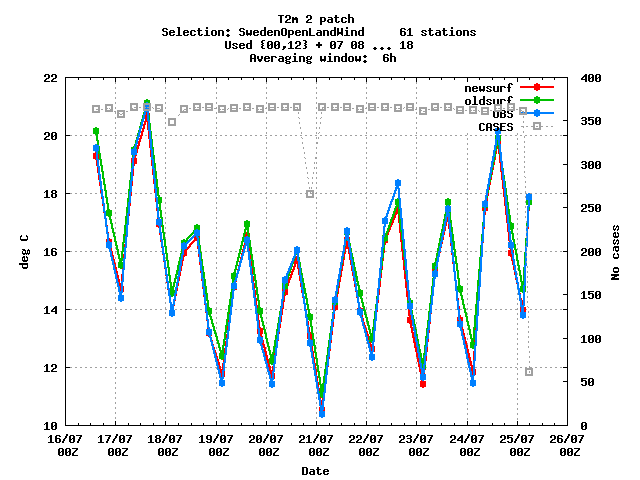 T2m 2 patch
Selection: SwedenOpenLandWind     61 stations
Used {00,12} + 07 08 ... 18
Averaging window:  6h
newsurf
oldsurf
OBS
CASES
deg C
22
20
18
16
14
12
10
No cases
400
350
300
250
200
150
100
50
0
16/07 17/07 18/07 19/07 20/07 21/07 22/07 23/07 24/07 25/07 26/07
00Z 00Z 00Z 00Z 00Z 00Z 00Z 00Z 00Z 00Z 00Z
Date